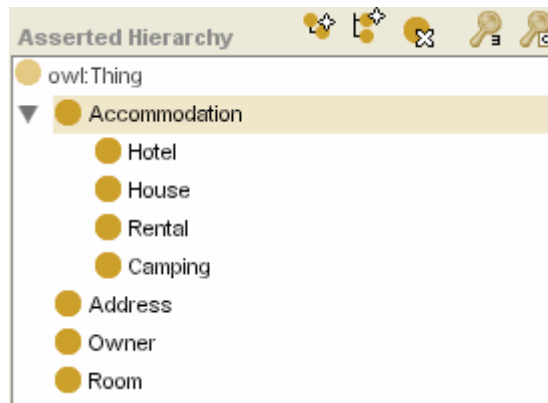 Asserted Hierarchy
owl:Thing
Accommodation
Hotel
House
Rental
Camping
Address
Owner
Room